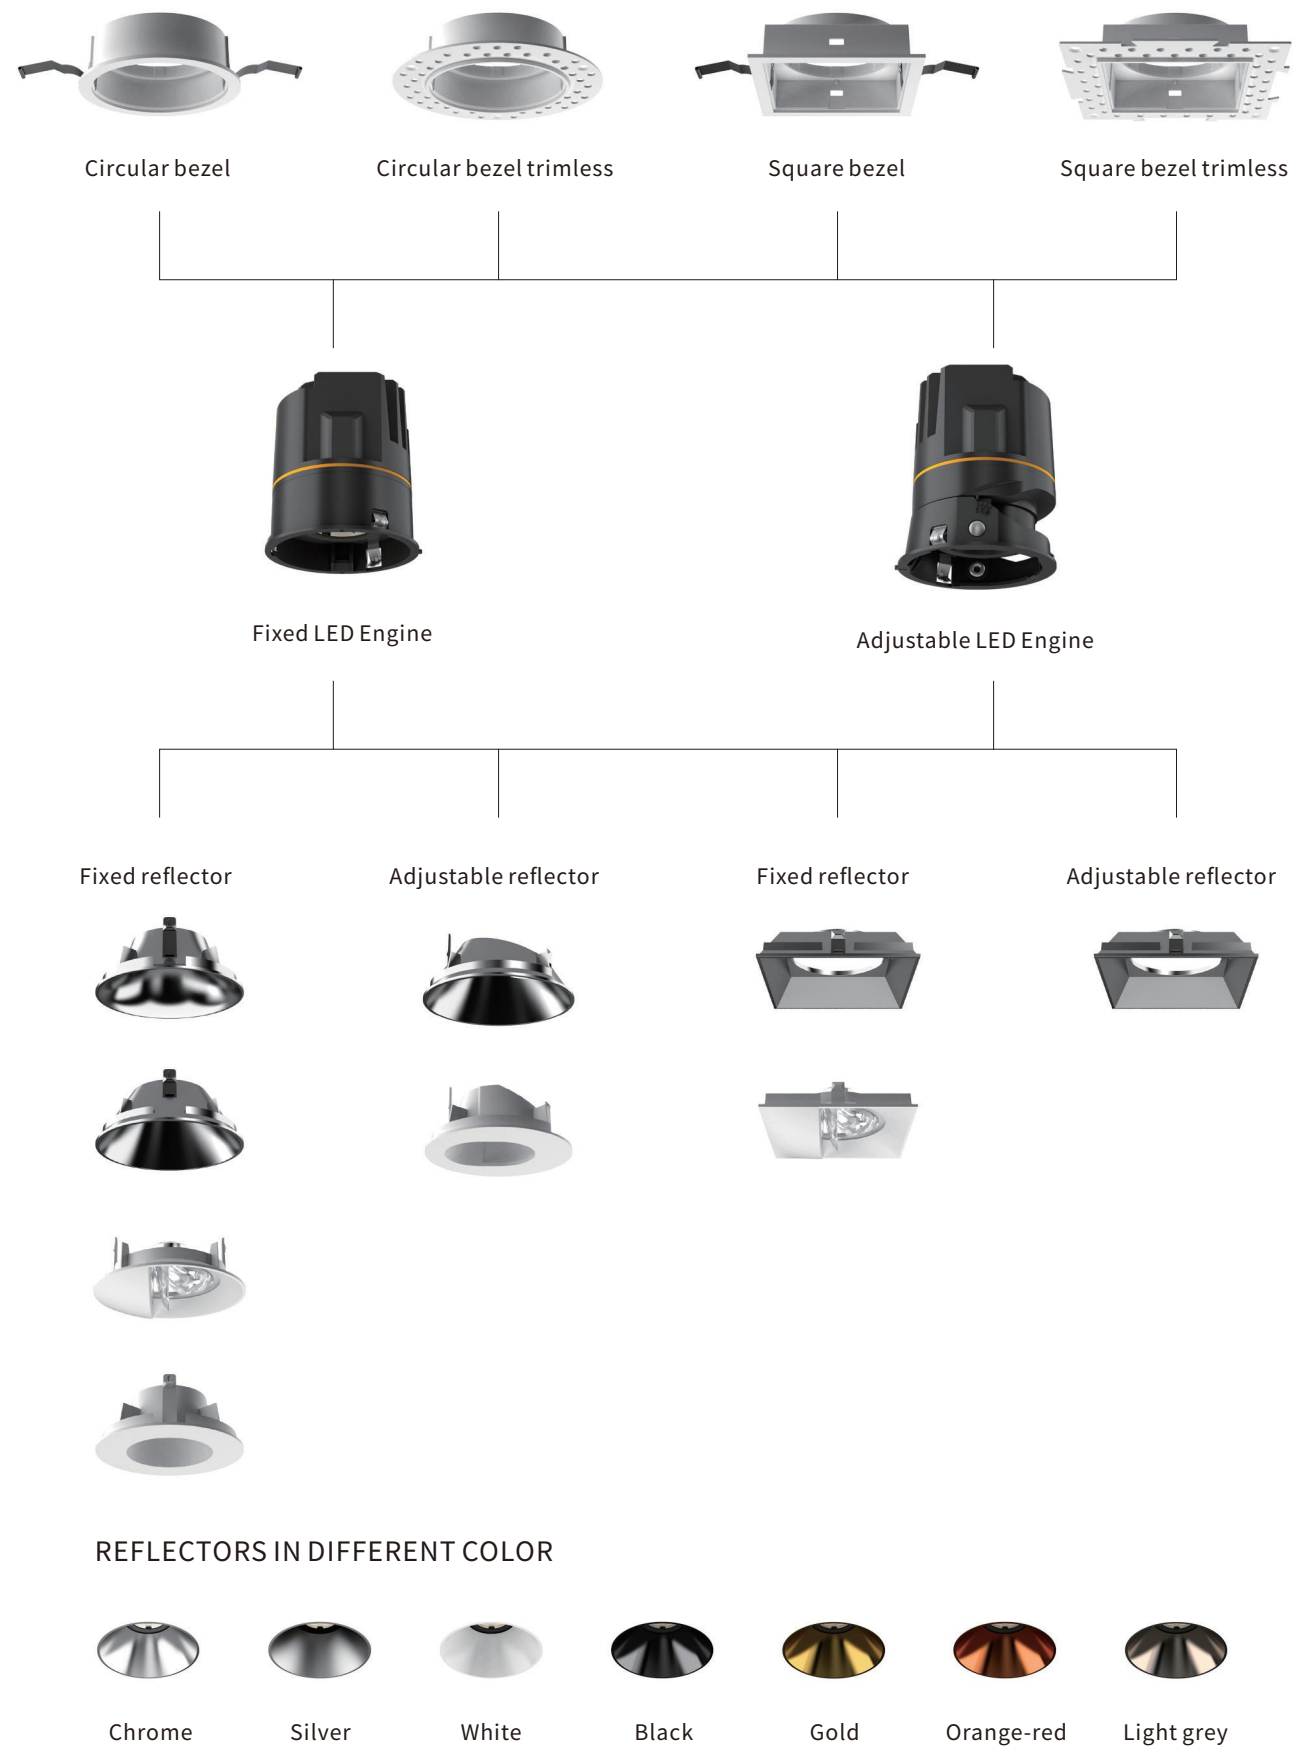 Circular bezel
Circular bezel trimless
Square bezel
Square bezel trimless
Fixed LED Engine
Adjustable LED Engine
Fixed reflector
Adjustable reflector
Fixed reflector
Adjustable reflector
REFLECTORS IN DIFFERENT COLOR
Chrome
Silver
White
Black
Gold
Orange-red
Light grey